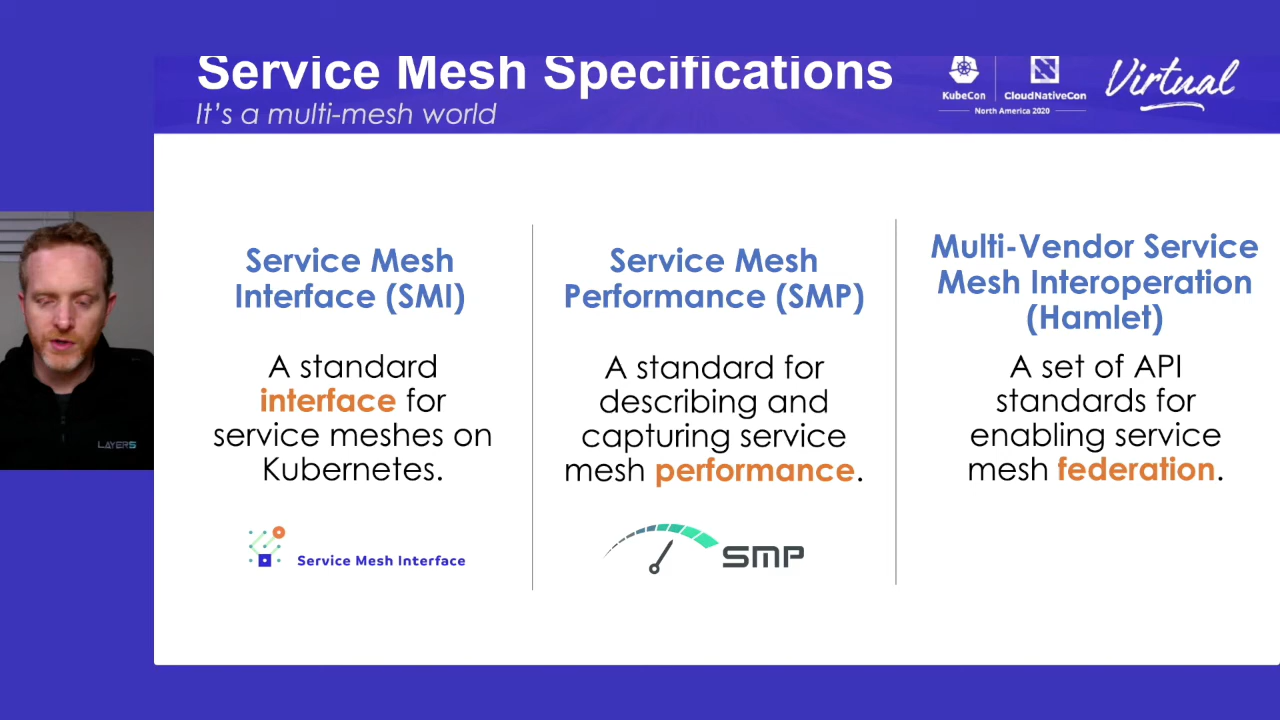 Service Mesh Specifications
It's a multi-mesh world
KubeCon
CloudNativeCon
North America 2020
Virtual
Service Mesh
Interface (SMI)
A standard
interface for
service meshes on
Kubernetes.
Service Mesh Interface
Service Mesh
Performance (SMP)
A standard for
describing and
capturing service
mesh performance.
SMP
Multi-Vendor Service
Mesh Interoperation
(Hamlet)
A set of API
standards for
enabling service
mesh federation.
LAYER5